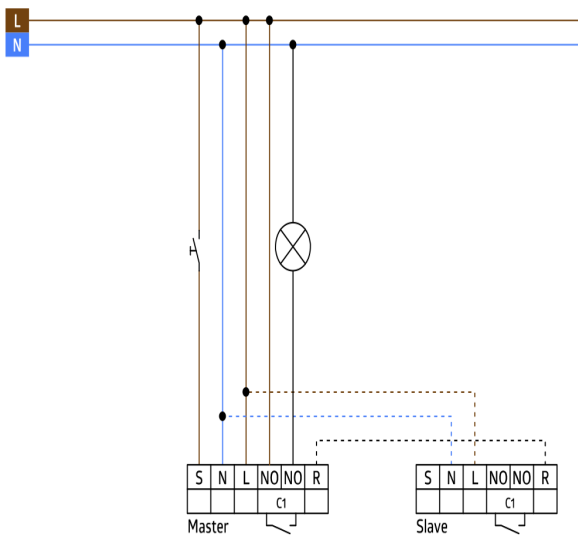 L
N
S N L NO NO R S N L NO NO R
C1 C1
Master Slave